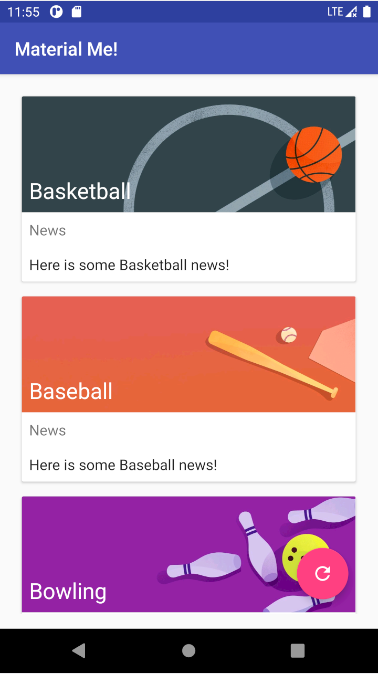 11:55
LTE
Material Me!
Basketball
News
Here is some Basketball news!
Baseball
News
Here is some Baseball news!
Bowling